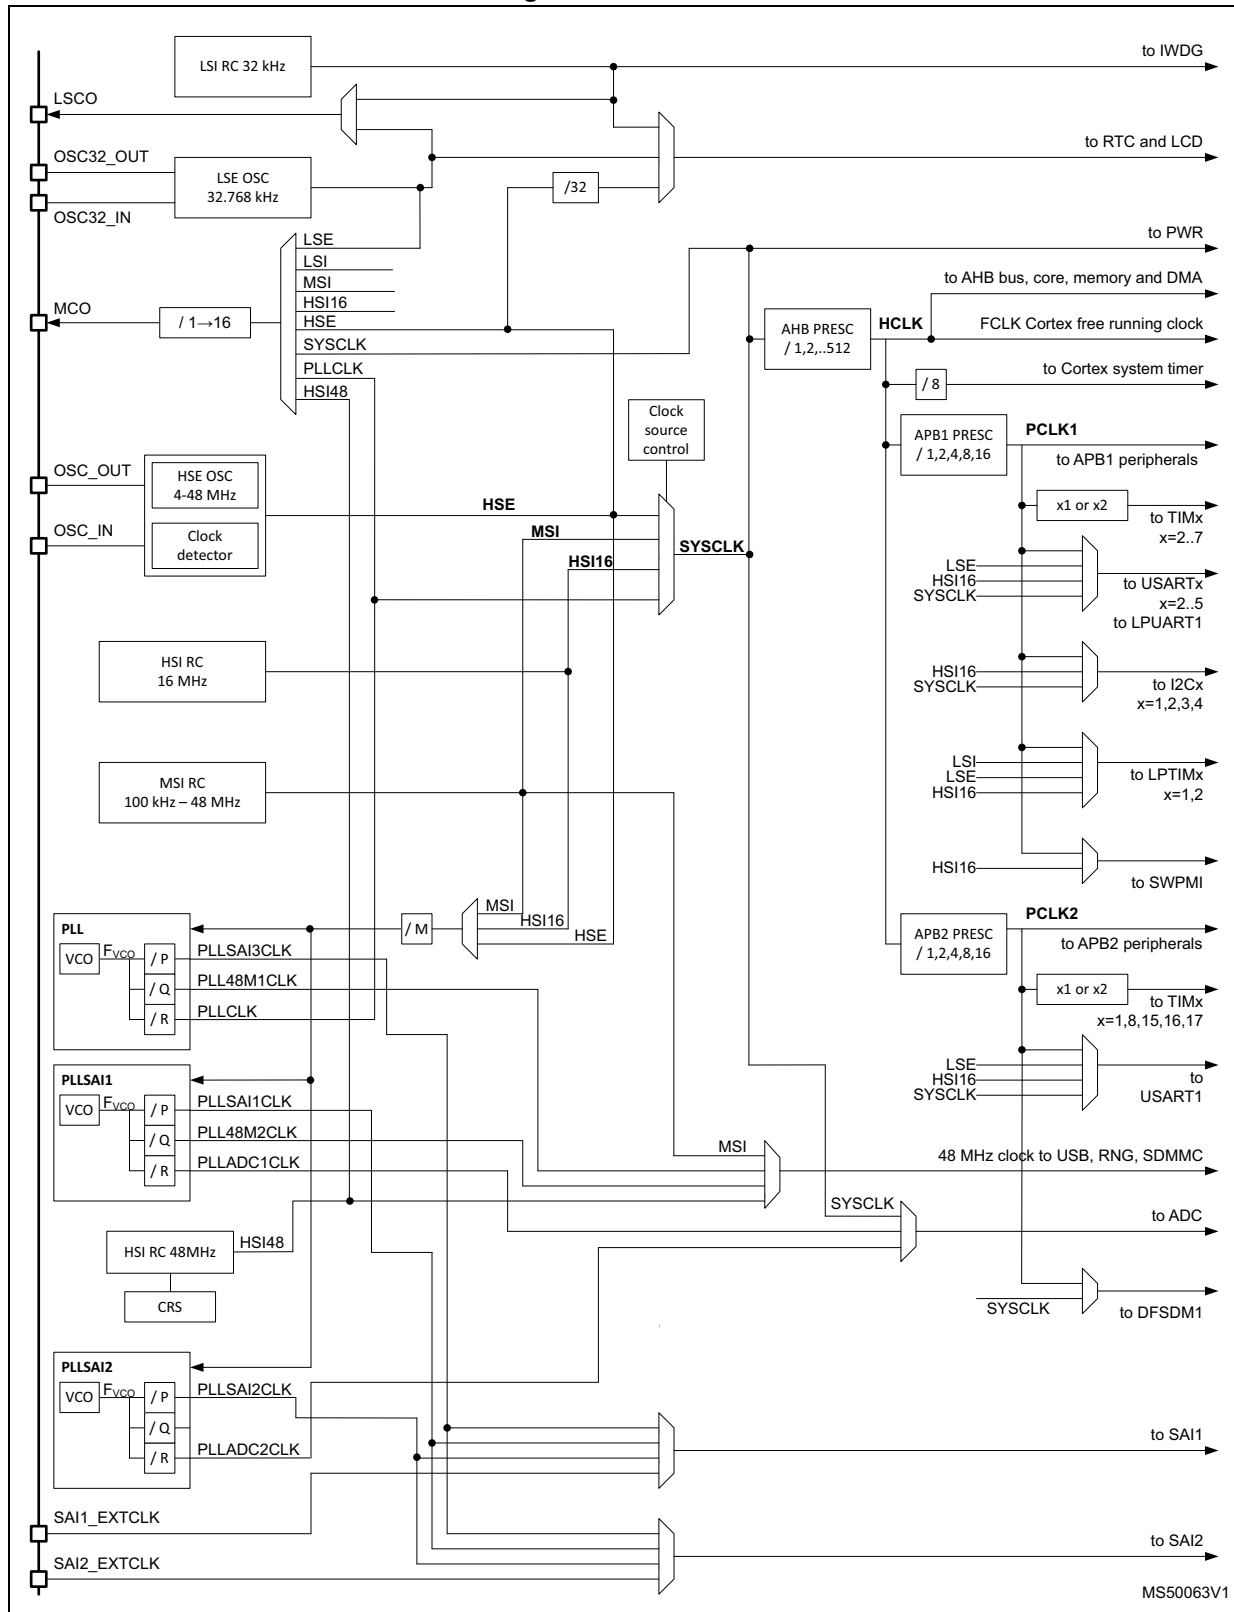 LSI RC 32 kHz
to IWDG
LSCO
OSC32_OUT
to RTC and LCD
LSE OSC
32.768 kHz
/32
OSC32_IN
to PWR
LSE
LSI
MSI
HSI16
HSE
SYSCLK
PLLCLK
HSI48
MCO
/ 1→16
to AHB bus, core, memory and DMA
AHB PRESC
/ 1,2,..512
HCLK
FCLK Cortex free running clock
to Cortex system timer
/ 8
Clock
source
control
APB1 PRESC
/ 1,2,4,8,16
PCLK1
to APB1 peripherals
OSC_OUT
HSE OSC
4-48 MHz
OSC_IN
Clock
detector
HSE
MSI
HSI16
SYSCLK
x1 or x2
to TIMx
x=2..7
LSE
HSI16
SYSCLK
to USARTx
x=2..5
to LPUART1
HSI RC
16 MHz
HSI16
SYSCLK
to I2Cx
x=1,2,3,4
MSI RC
100 kHz – 48 MHz
LSI
LSE
HSI16
to LPTIMx
x=1,2
HSI16
to SWPMI
MSI
HSI16
HSE
/ M
PLL
VCO
FVCO
/ P
PLLSAI3CLK
/ Q
PLL48M1CLK
/ R
PLLCLK
PCLK2
APB2 PRESC
/ 1,2,4,8,16
to APB2 peripherals
x1 or x2
to TIMx
x=1,8,15,16,17
PLLSAI1
VCO
FVCO
/ P
PLLSAI1CLK
/ Q
PLL48M2CLK
/ R
PLLADC1CLK
LSE
HSI16
SYSCLK
to
USART1
MSI
48 MHz clock to USB, RNG, SDMMC
SYSCLK
to ADC
HSI RC 48MHz
HSI48
CRS
SYSCLK
to DFSDM1
PLLSAI2
VCO
FVCO
/ P
PLLSAI2CLK
/ Q
/ R
PLLADC2CLK
to SAI1
SAI1_EXTCLK
to SAI2
SAI2_EXTCLK
MS50063V1